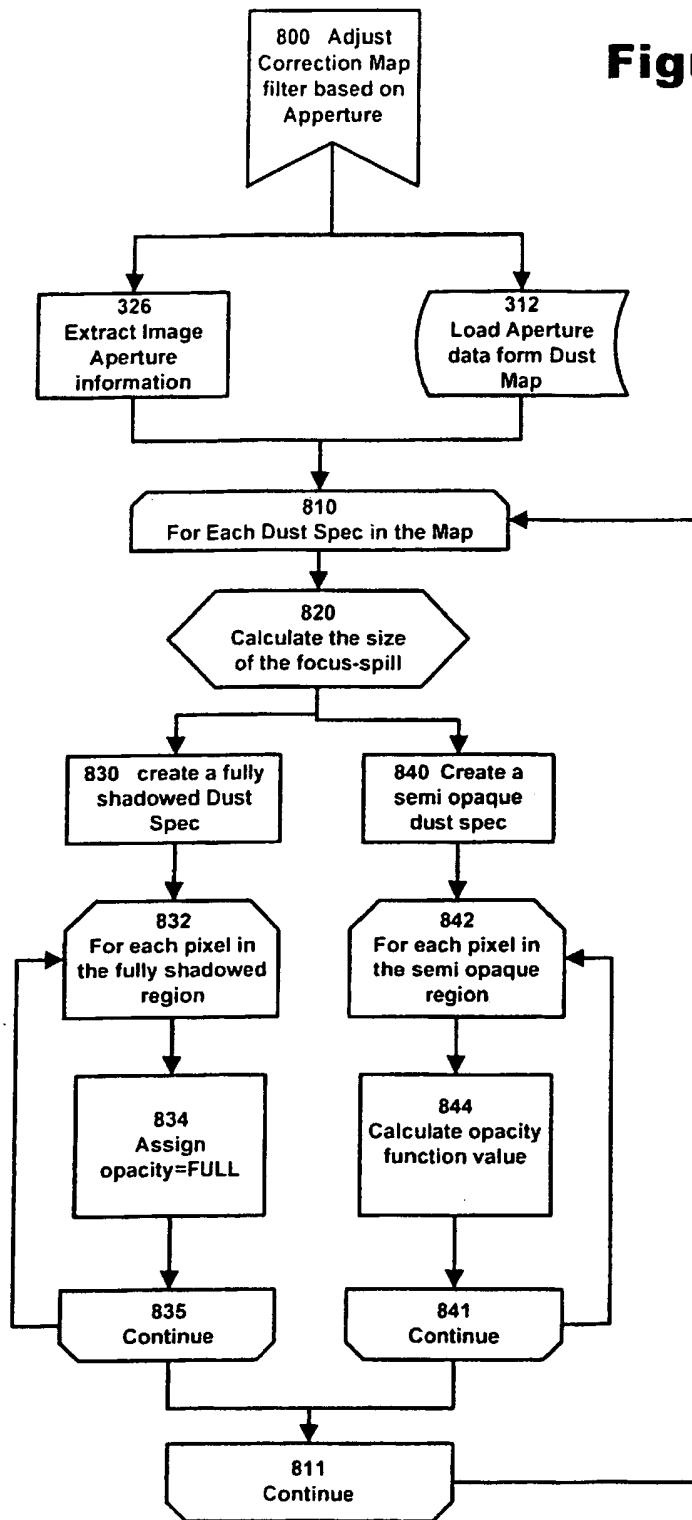 800 Adjust
Correction Map
filter based on
Apperture
Figu
326
Extract Image
Aperture
information
312
Load Aperture
data form Dust
Map
810
For Each Dust Spec in the Map
820
Calculate the size
of the focus-spill
830 create a fully
shadowed Dust
Spec
840 Create a
semi opaque
dust spec
832
For each pixel in
the fully shadowed
region
842
For each pixel in
the semi opaque
region
834
Assign
opacity=FULL
844
Calculate opacity
function value
835
Continue
841
Continue
811
Continue